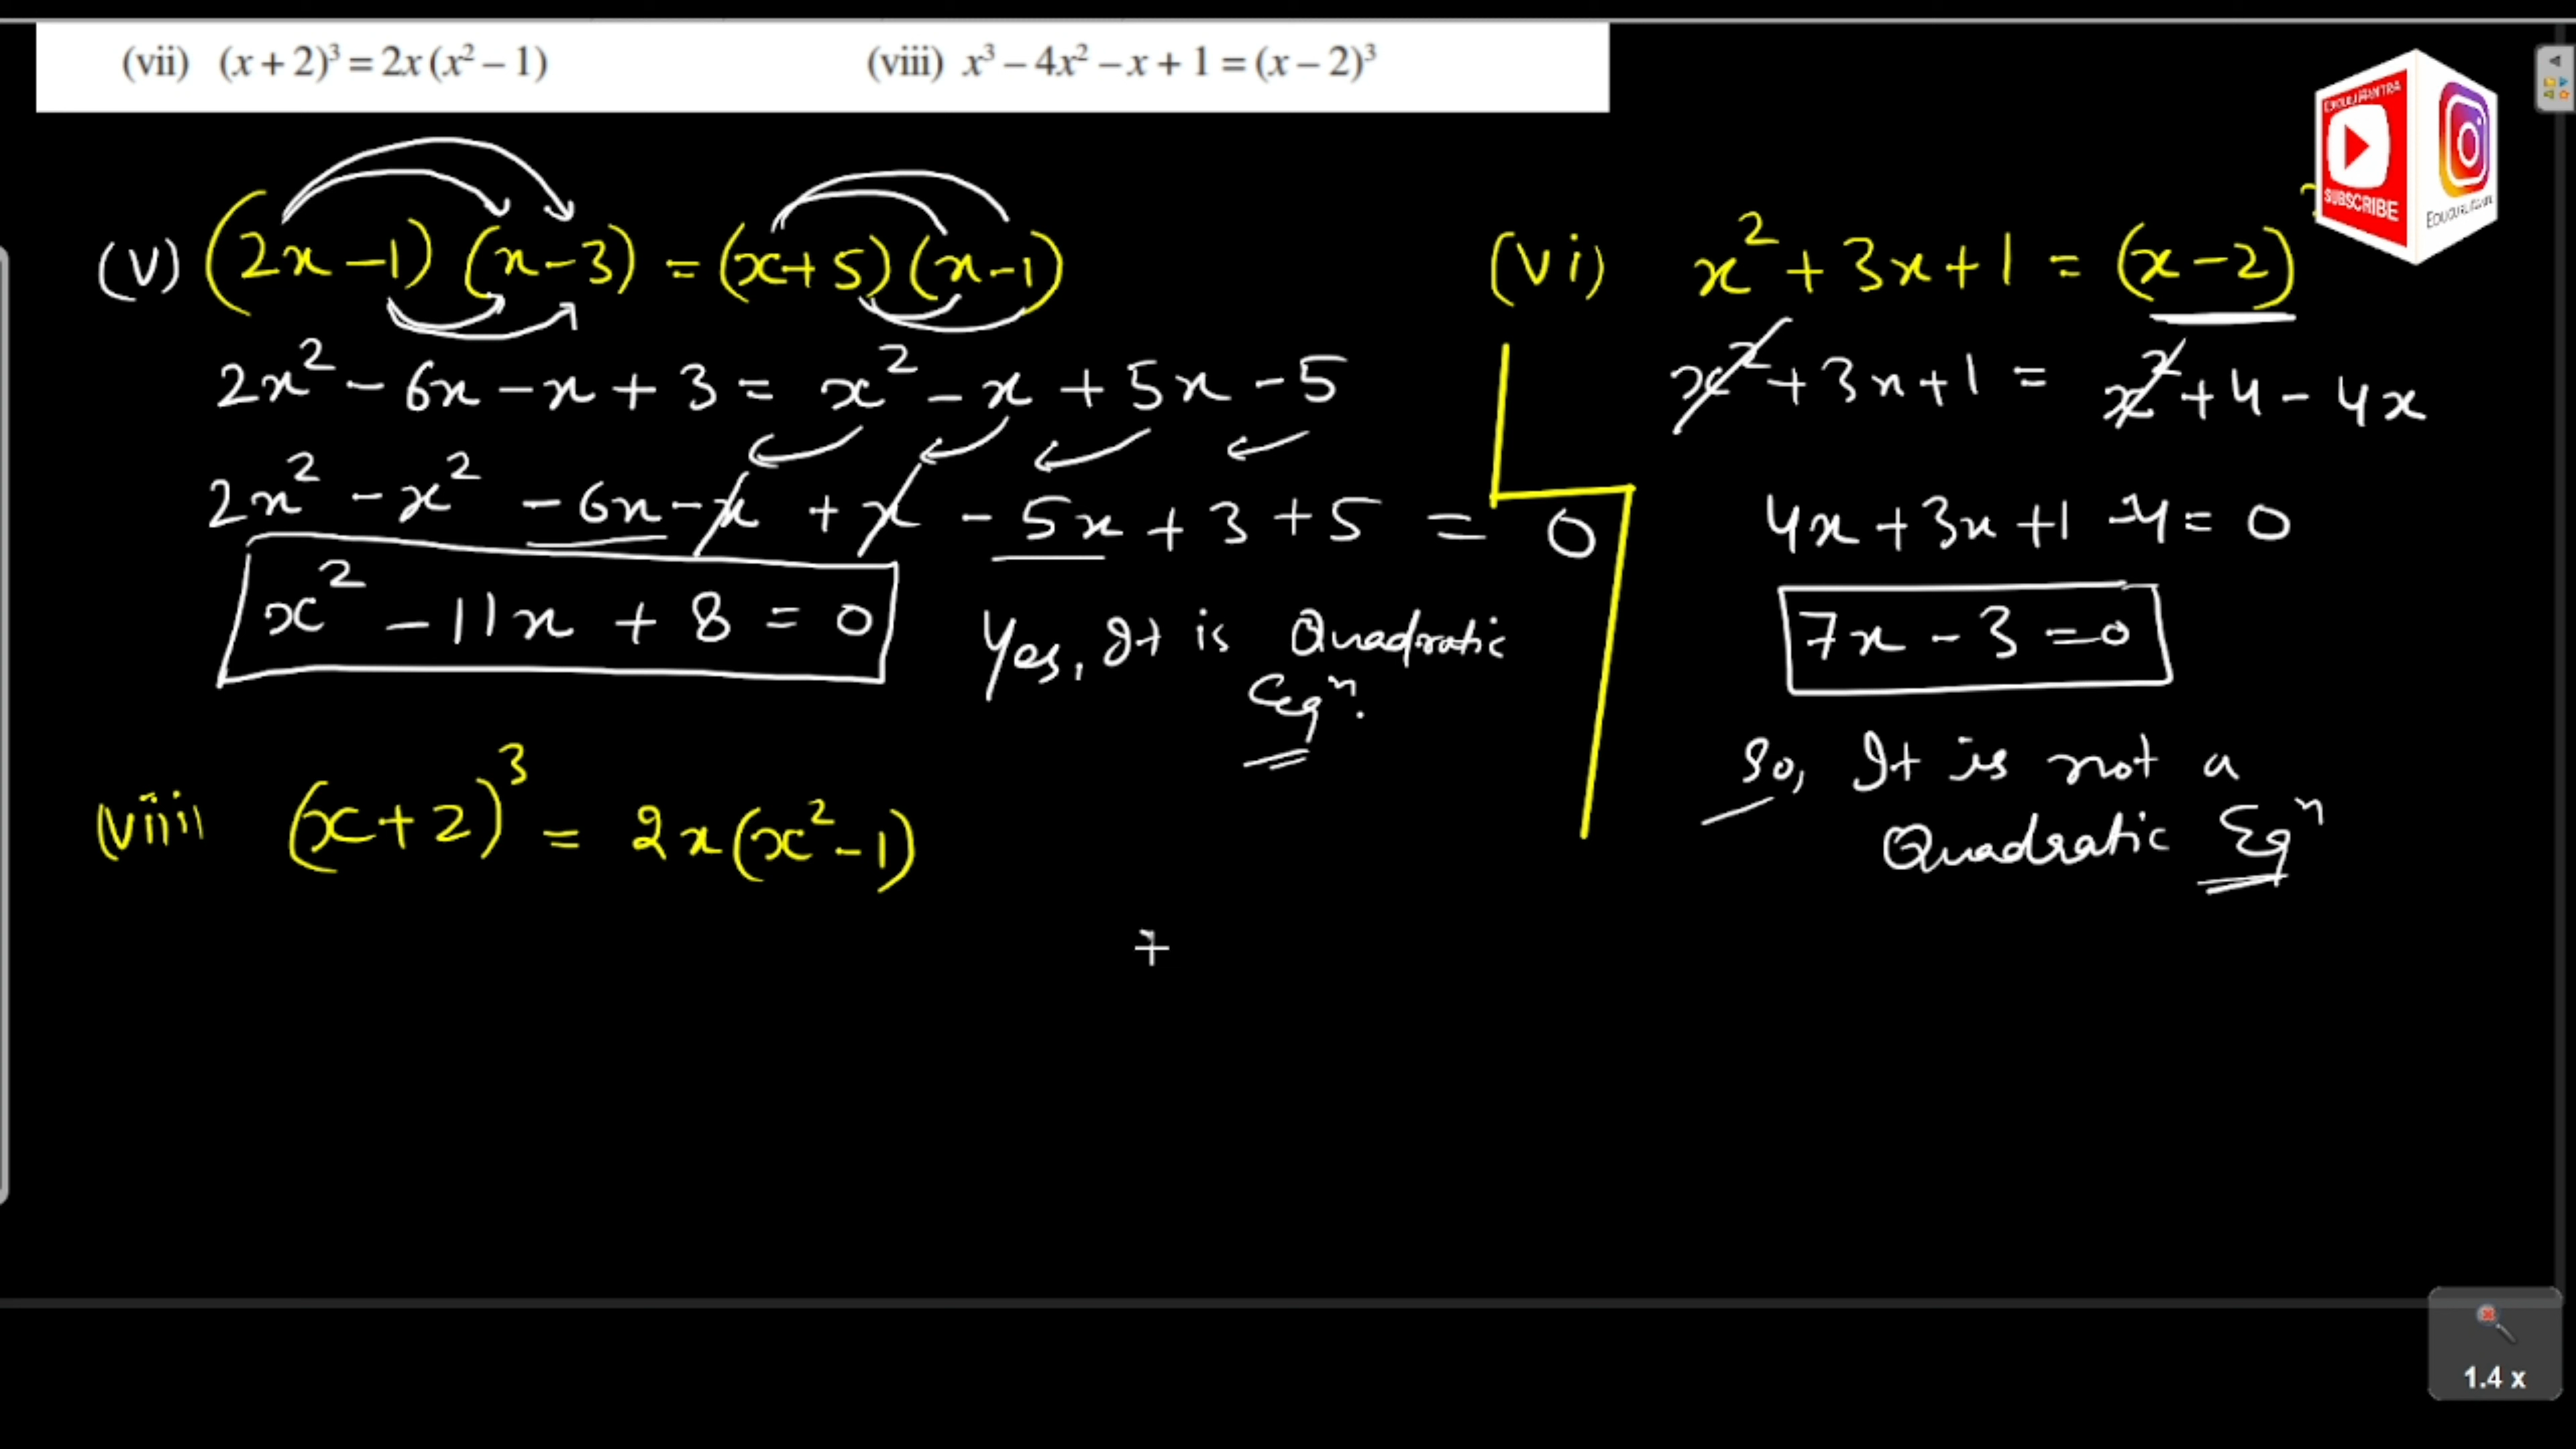 (vii) (x + 2)³ = 2x (x² – 1) (viii) x³ – 4x² – x + 1 = (x – 2)³
SUBSCRIBE
(V) (2x - 1) (x - 3) = (x + 5) (x - 1)
2x² - 6x - x + 3 = x² - x + 5x - 5
2x² - x² - 6x - x + x - 5x + 3 + 5 = 0
x² - 11x + 8 = 0
Yes, It is Quadratic
Eqⁿ.
(Vi) x² + 3x + 1 = (x - 2)
x² + 3x + 1 = x² + 4 - 4x
4x + 3x + 1 - 4 = 0
7x - 3 = 0
So, It is not a
Quadratic Eqⁿ
(Viii) (x + 2)³ = 2x (x² - 1)
1.4 x